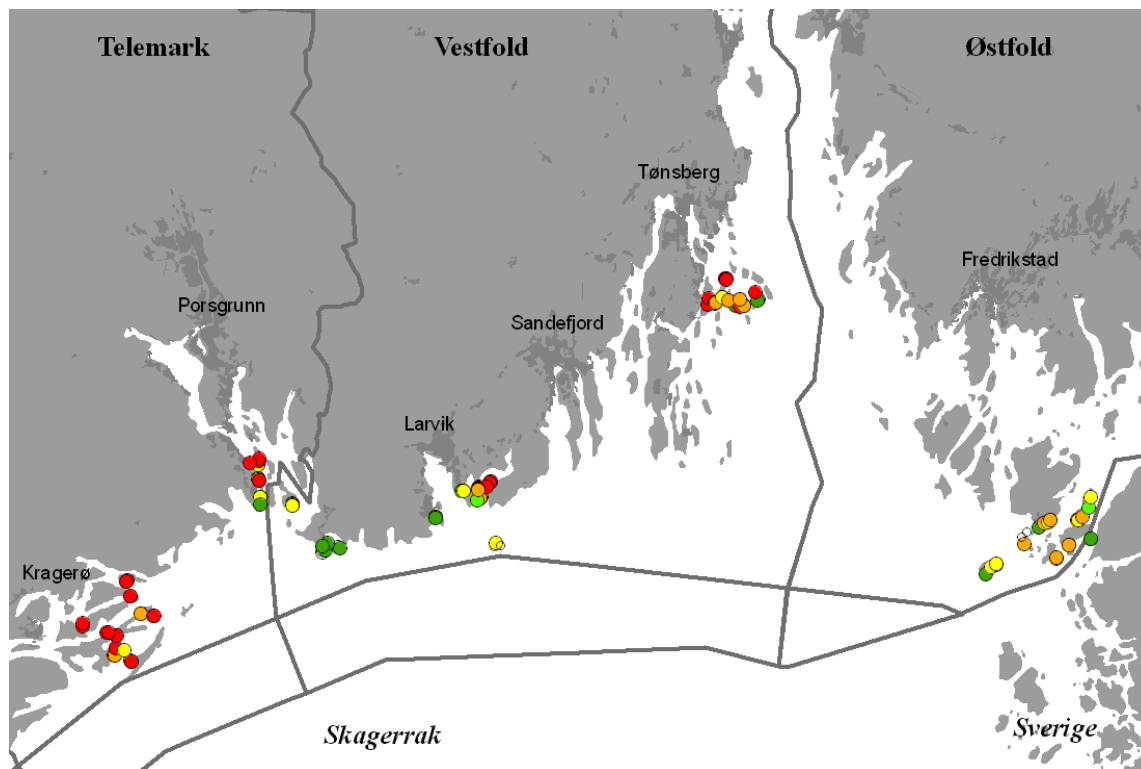 Telemark
Vestfold
Østfold
Tønsberg
Fredrikstad
Porsgrunn
Sandefjord
Larvik
Kragerø
Skagerrak
Sverige